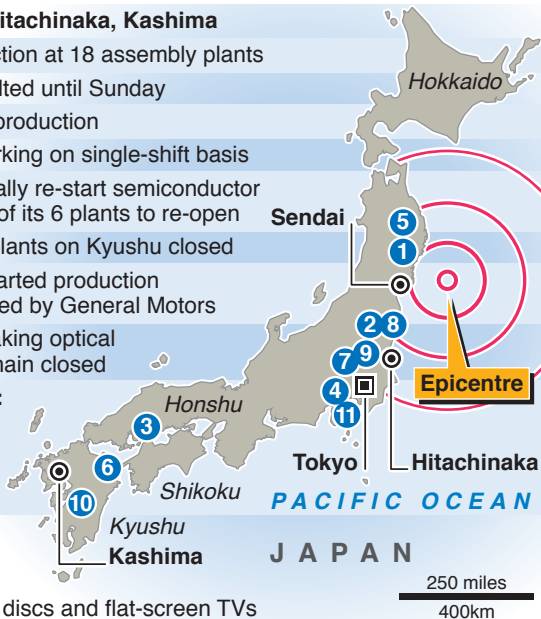 itachinaka, Kashima
ction at 18 assembly plants
lted until Sunday
production
rking on single-shift basis
ally re-start semiconductor
of its 6 plants to re-open
lants on Kyushu closed
arted production
ed by General Motors
aking optical
main closed
:
Hokkaido
Sendai
5
1
2 8
9
7
4
11
Epicentre
Honshu
3
Tokyo
Hitachinaka
6
Shikoku
10
PACIFIC OCEAN
Kyushu
Kashima
JAPAN
250 miles
400km
discs and flat-screen TVs